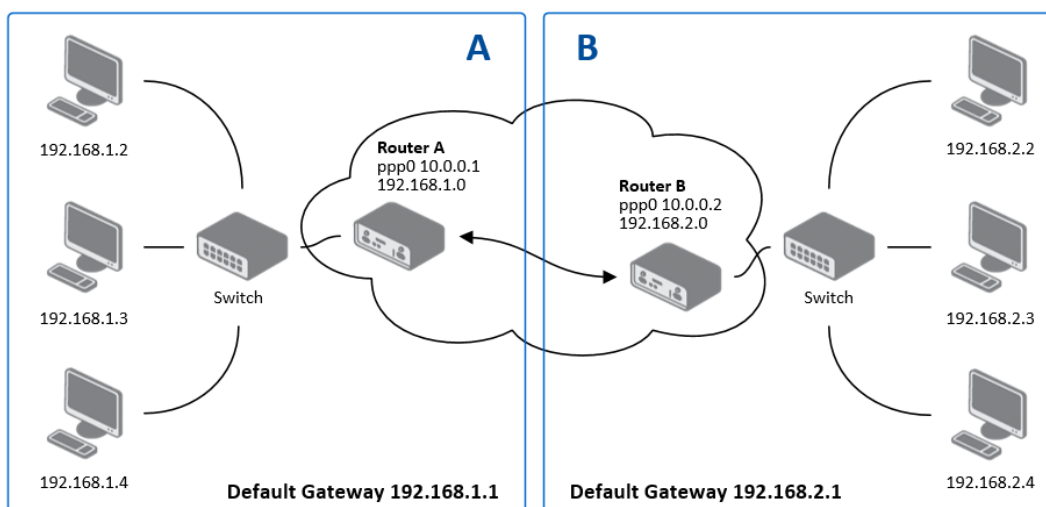 A
B
192.168.1.2
Router A
ppp0 10.0.0.1
192.168.1.0
Router B
ppp0 10.0.0.2
192.168.2.0
192.168.2.2
192.168.1.3
Switch
Switch
192.168.2.3
192.168.1.4
Default Gateway 192.168.1.1
Default Gateway 192.168.2.1
192.168.2.4